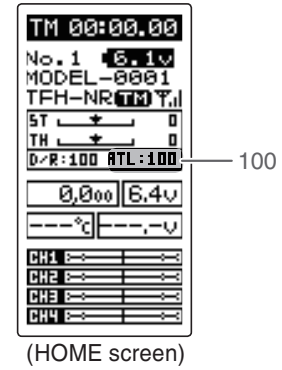 TM 00:00.00
No.1 6.1v
MODEL-0001
TFH-NR TM
ST 0
TH 0
D/R:100 ATL:100
100
0,000 6.4v
---°C ---.-v
CH1
CH2
CH3
CH4
(HOME screen)